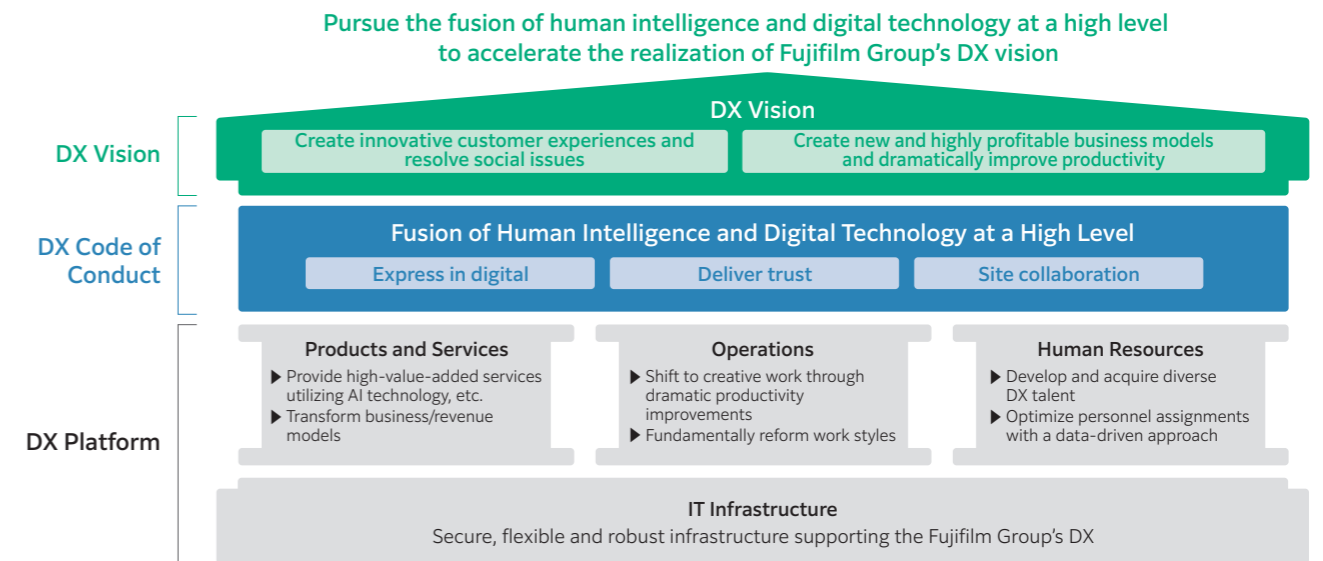 Pursue the fusion of human intelligence and digital technology at a high level
to accelerate the realization of Fujifilm Group's DX vision
DX Vision
DX Vision
Create innovative customer experiences and
resolve social issues
Create new and highly profitable business models
and dramatically improve productivity
DX Code of
Conduct
Fusion of Human Intelligence and Digital Technology at a High Level
Express in digital
Deliver trust
Site collaboration
DX Platform
Products and Services
▶ Provide high-value-added services
utilizing AI technology, etc.
▶ Transform business/revenue
models
Operations
▶ Shift to creative work through
dramatic productivity
improvements
▶ Fundamentally reform work styles
Human Resources
▶ Develop and acquire diverse
DX talent
▶ Optimize personnel assignments
with a data-driven approach
IT Infrastructure
Secure, flexible and robust infrastructure supporting the Fujifilm Group's DX